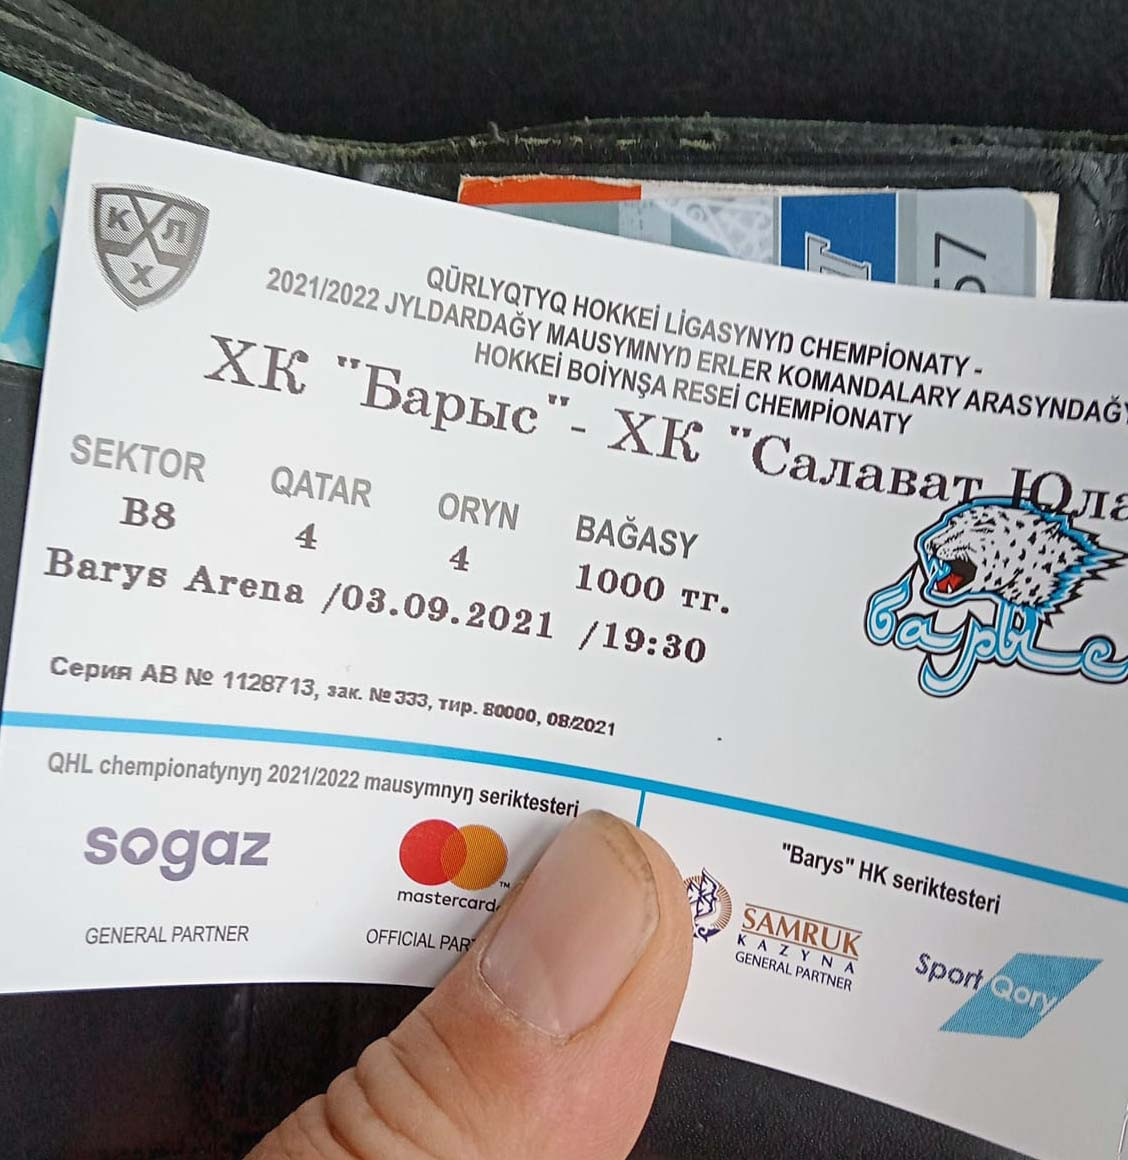 КХЛ
QŪRLYQTYQ HOKKEİ LİGASYNYŊ CHEMPİONATY -
2021/2022 JYLDARDAĞY MAUSYMNYŊ ERLER KOMANDALARY ARASYNDAĞY
HOKKEİ BOİYNŞA RESEİ CHEMPİONATY
ХК "Барыс"- ХК "Салават Юла
SEKTOR QATAR ORYN BAĞASY
B8 4 4 1000 тг.
Barys Arena /03.09.2021 /19:30
барыс
Серия АВ № 1128713, зак. № 333, тир. 80000, 08/2021
QHL chempionatynyŋ 2021/2022 mausymnyŋ seriktesteri
"Barys" HK seriktesteri
sogaz
GENERAL PARTNER
mastercard
OFFICIAL PAR
SAMRUK
KAZYNA
GENERAL PARTNER
Sport Qory
57